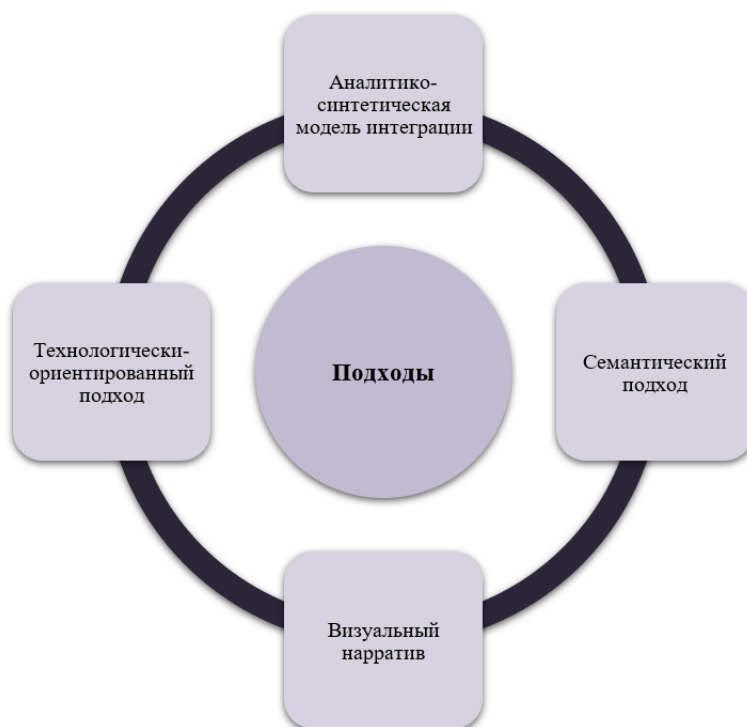 Аналитико-
синтетическая
модель интеграции
Технологически-
ориентированный
подход
Подходы
Семантический
подход
Визуальный
нарратив